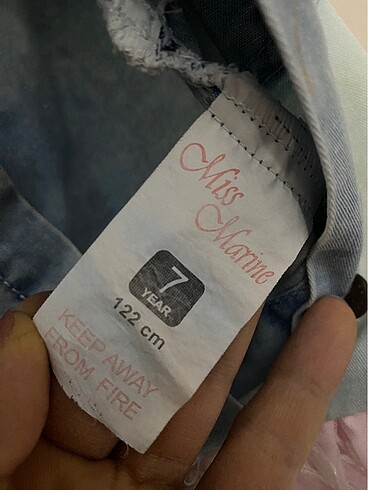 Miss
Marine
7
YEAR
122 cm
KEEP AWAY
FROM FIRE